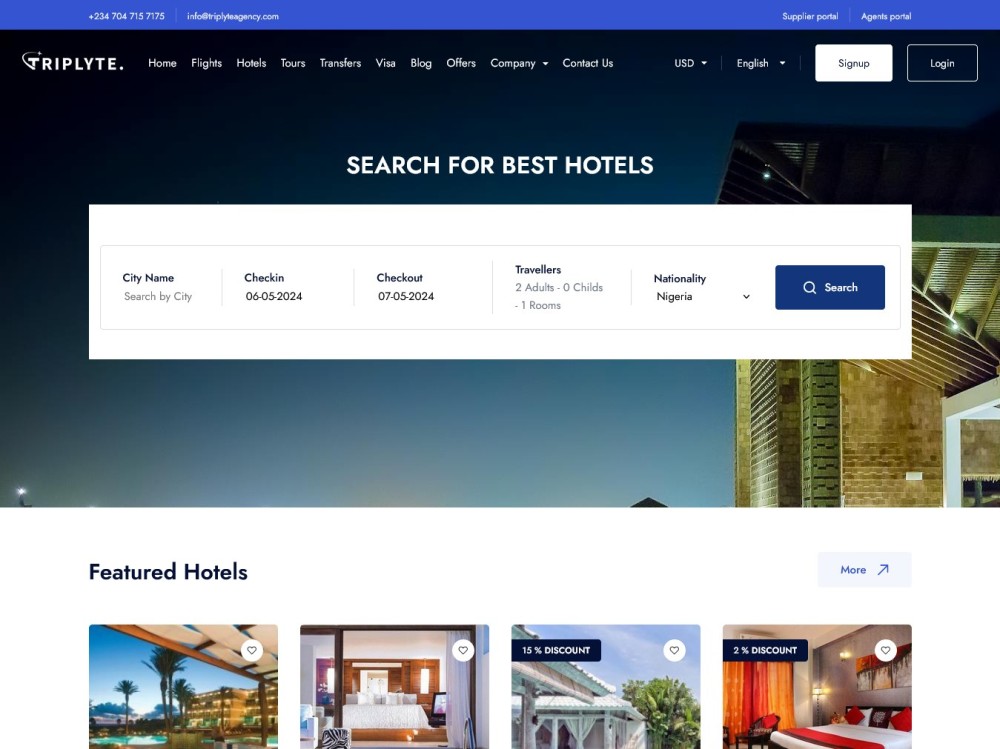 +234 704 715 7175
info@triplyteagency.com
Supplier portal
Agents portal
TRIPLYTE.
Home
Flights
Hotels
Tours
Transfers
Visa
Blog
Offers
Company
Contact Us
USD
English
Signup
Login
SEARCH FOR BEST HOTELS
City Name
Search by City
Checkin
06-05-2024
Checkout
07-05-2024
Travellers
2 Adults - 0 Childs
- 1 Rooms
Nationality
Nigeria
Search
Featured Hotels
More
15 % DISCOUNT
2 % DISCOUNT